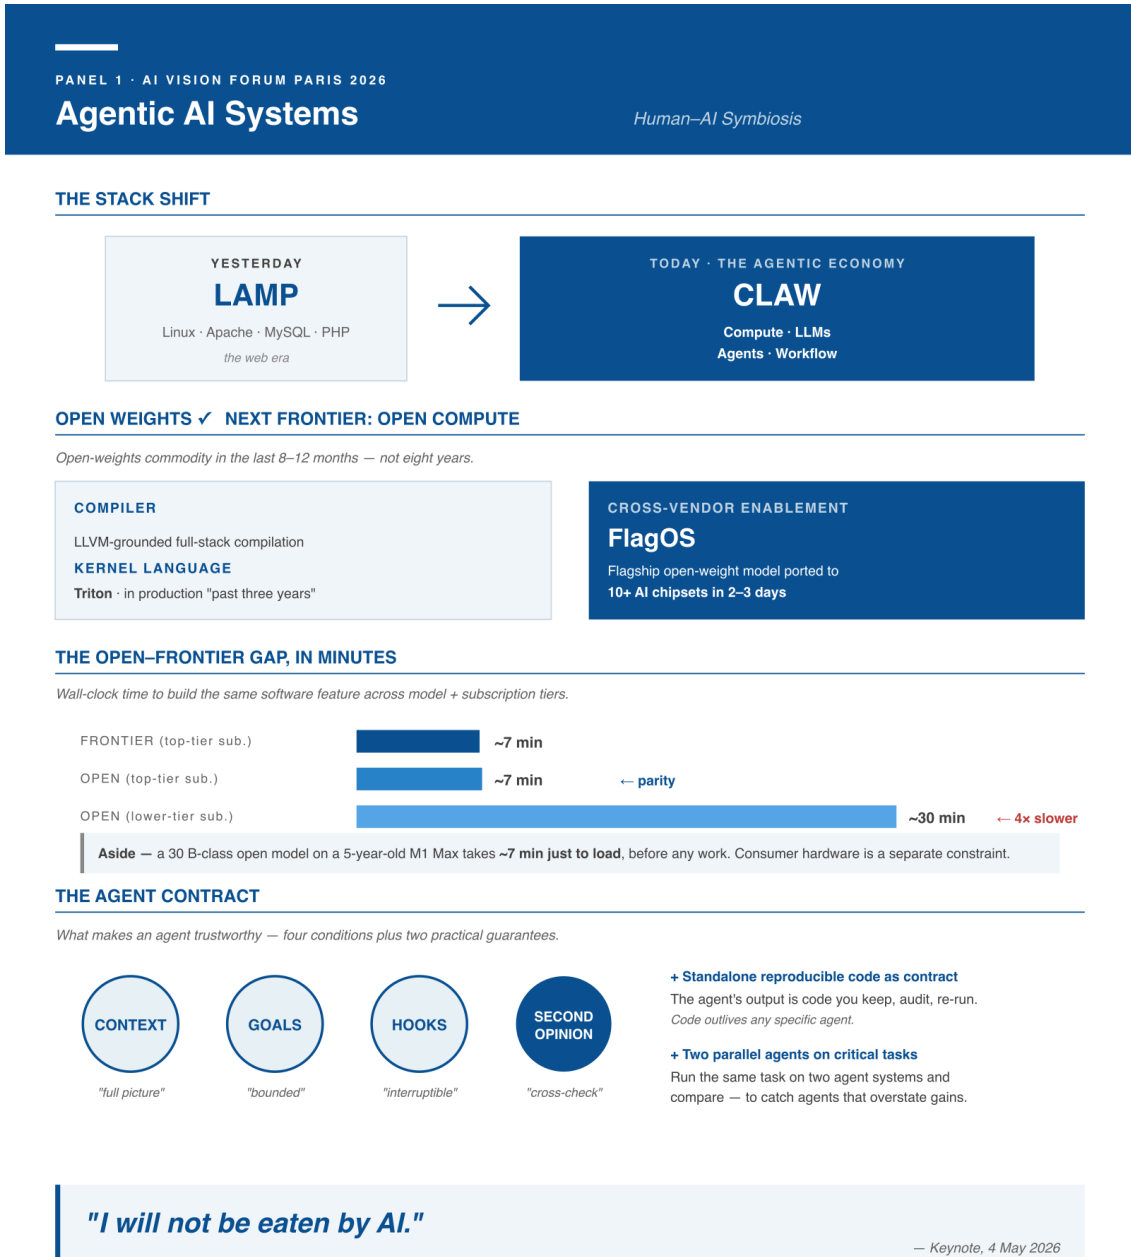 PANEL 1 · AI VISION FORUM PARIS 2026
Agentic AI Systems
Human–AI Symbiosis
THE STACK SHIFT
YESTERDAY
LAMP
Linux · Apache · MySQL · PHP
the web era
→
TODAY · THE AGENTIC ECONOMY
CLAW
Compute · LLMs
Agents · Workflow
OPEN WEIGHTS ✓ NEXT FRONTIER: OPEN COMPUTE
Open-weights commodity in the last 8–12 months — not eight years.
COMPILER
LLVM-grounded full-stack compilation
KERNEL LANGUAGE
Triton · in production "past three years"
CROSS-VENDOR ENABLEMENT
FlagOS
Flagship open-weight model ported to
10+ AI chipsets in 2–3 days
THE OPEN–FRONTIER GAP, IN MINUTES
Wall-clock time to build the same software feature across model + subscription tiers.
FRONTIER (top-tier sub.) ~7 min
OPEN (top-tier sub.) ~7 min ← parity
OPEN (lower-tier sub.) ~30 min ← 4× slower
Aside — a 30 B-class open model on a 5-year-old M1 Max takes ~7 min just to load, before any work. Consumer hardware is a separate constraint.
THE AGENT CONTRACT
What makes an agent trustworthy — four conditions plus two practical guarantees.
CONTEXT
"full picture"
GOALS
"bounded"
HOOKS
"interruptible"
SECOND
OPINION
"cross-check"
+ Standalone reproducible code as contract
The agent's output is code you keep, audit, re-run.
Code outlives any specific agent.
+ Two parallel agents on critical tasks
Run the same task on two agent systems and
compare — to catch agents that overstate gains.
"I will not be eaten by AI."
— Keynote, 4 May 2026